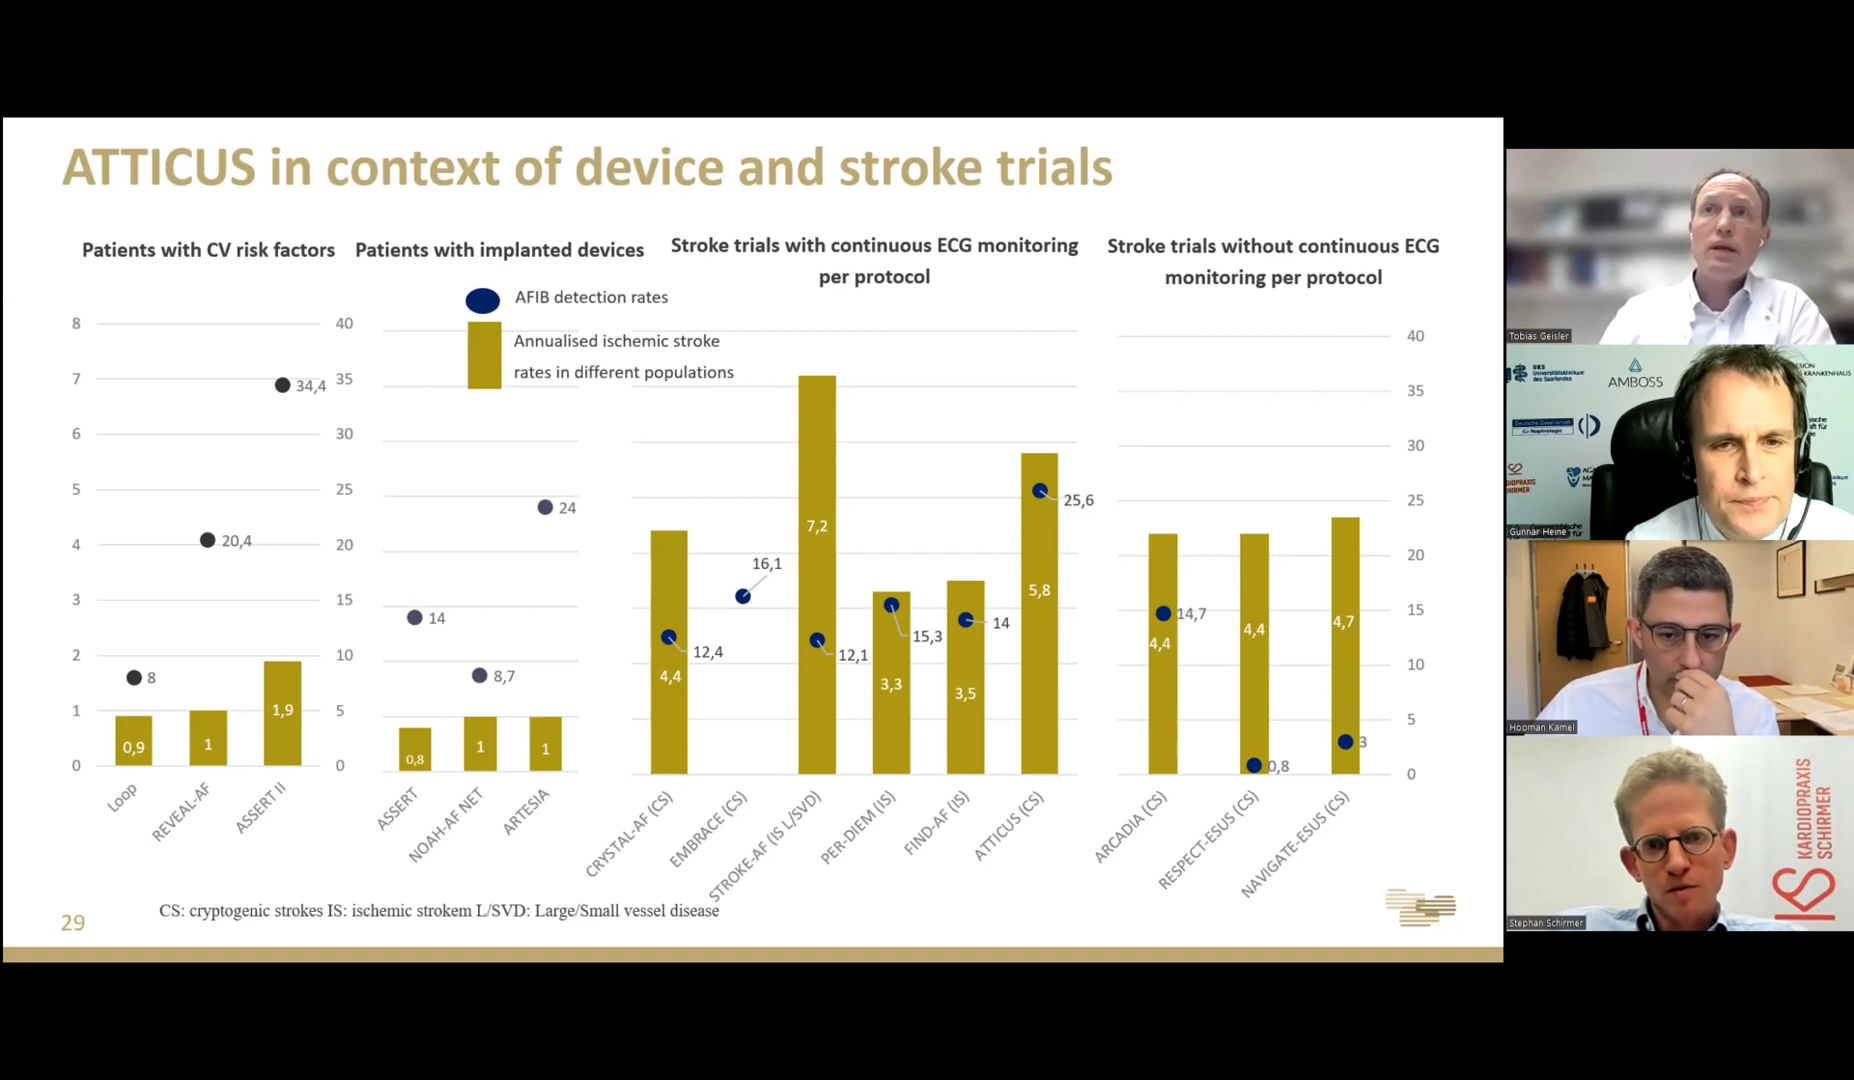 ATTICUS in context of device and stroke trials
Patients with CV risk factors
Patients with implanted devices
Stroke trials with continuous ECG monitoring
per protocol
Stroke trials without continuous ECG
monitoring per protocol
AFIB detection rates
Annualised ischemic stroke
rates in different populations
8
7
6
5
4
3
2
1
0
40
35
30
25
20
15
10
5
0
8
20,4
34,4
0,9
1
1,9
Loop
REVEAL-AF
ASSERT II
14
8,7
24
0,8
1
1
ASSERT
NOAH-AF NET
ARTESIA
12,4
16,1
12,1
15,3
14
25,6
4,4
7,2
3,3
3,5
5,8
CRYSTAL-AF (CS)
EMBRACE (CS)
STROKE-AF (IS L/SVD)
PER-DIEM (IS)
FIND-AF (IS)
ATTICUS (CS)
14,7
0,8
3
4,4
4,4
4,7
ARCADIA (CS)
RESPECT-ESUS (CS)
NAVIGATE-ESUS (CS)
40
35
30
25
20
15
10
5
0
CS: cryptogenic strokes IS: ischemic strokem L/SVD: Large/Small vessel disease
29
Tobias Geisler
UKS
Universitätsklinikum
des Saarlandes
AMBOSS
KRANKENHAUS
Deutsche Gesellschaft
für Nephrologie
Gunnar Heine
Hooman Kamel
KARDIOPRAXIS
SCHIRMER
Stephan Schirmer